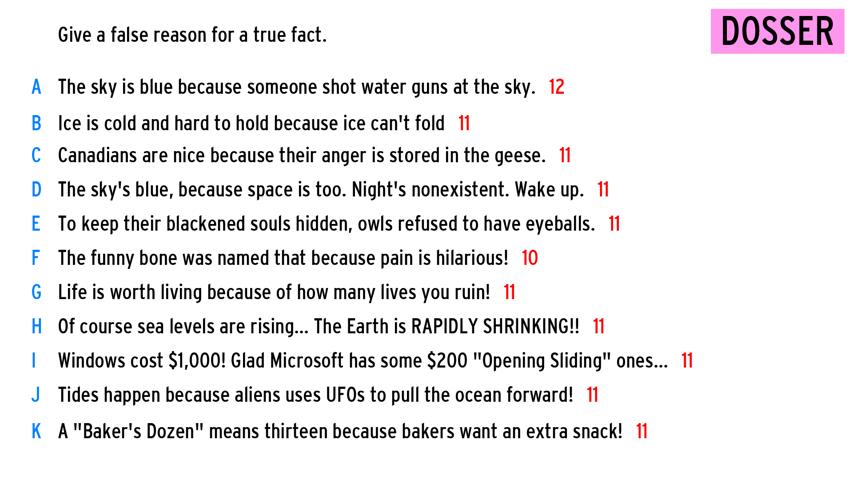 Give a false reason for a true fact.
DOSSER
A The sky is blue because someone shot water guns at the sky. 12
B Ice is cold and hard to hold because ice can't fold 11
C Canadians are nice because their anger is stored in the geese. 11
D The sky's blue, because space is too. Night's nonexistent. Wake up. 11
E To keep their blackened souls hidden, owls refused to have eyeballs. 11
F The funny bone was named that because pain is hilarious! 10
G Life is worth living because of how many lives you ruin! 11
H Of course sea levels are rising... The Earth is RAPIDLY SHRINKING!! 11
I Windows cost $1,000! Glad Microsoft has some $200 "Opening Sliding" ones... 11
J Tides happen because aliens uses UFOs to pull the ocean forward! 11
K A "Baker's Dozen" means thirteen because bakers want an extra snack! 11